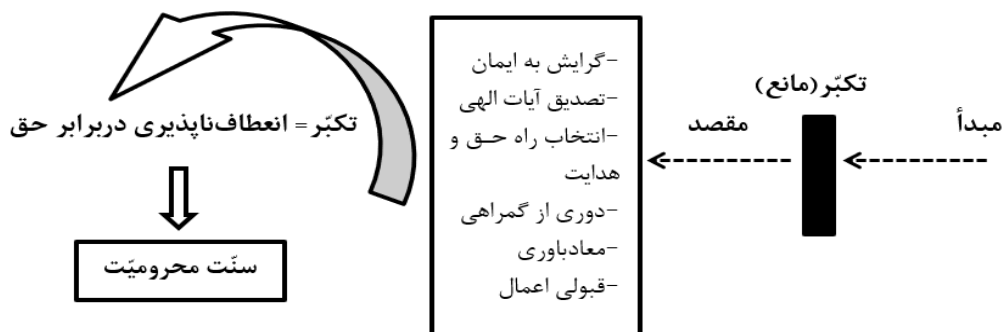 مبدأ
تکبّر(مانع)
مقصد
-گرایش به ایمان
-تصدیق آیات الهی
-انتخاب راه حـق و
هدایت
-دوری از گمراهی
-معادباوری
-قبولی اعمال
تکبّر = انعطاف‌ناپذیری دربرابر حق
سنّت محرومیّت